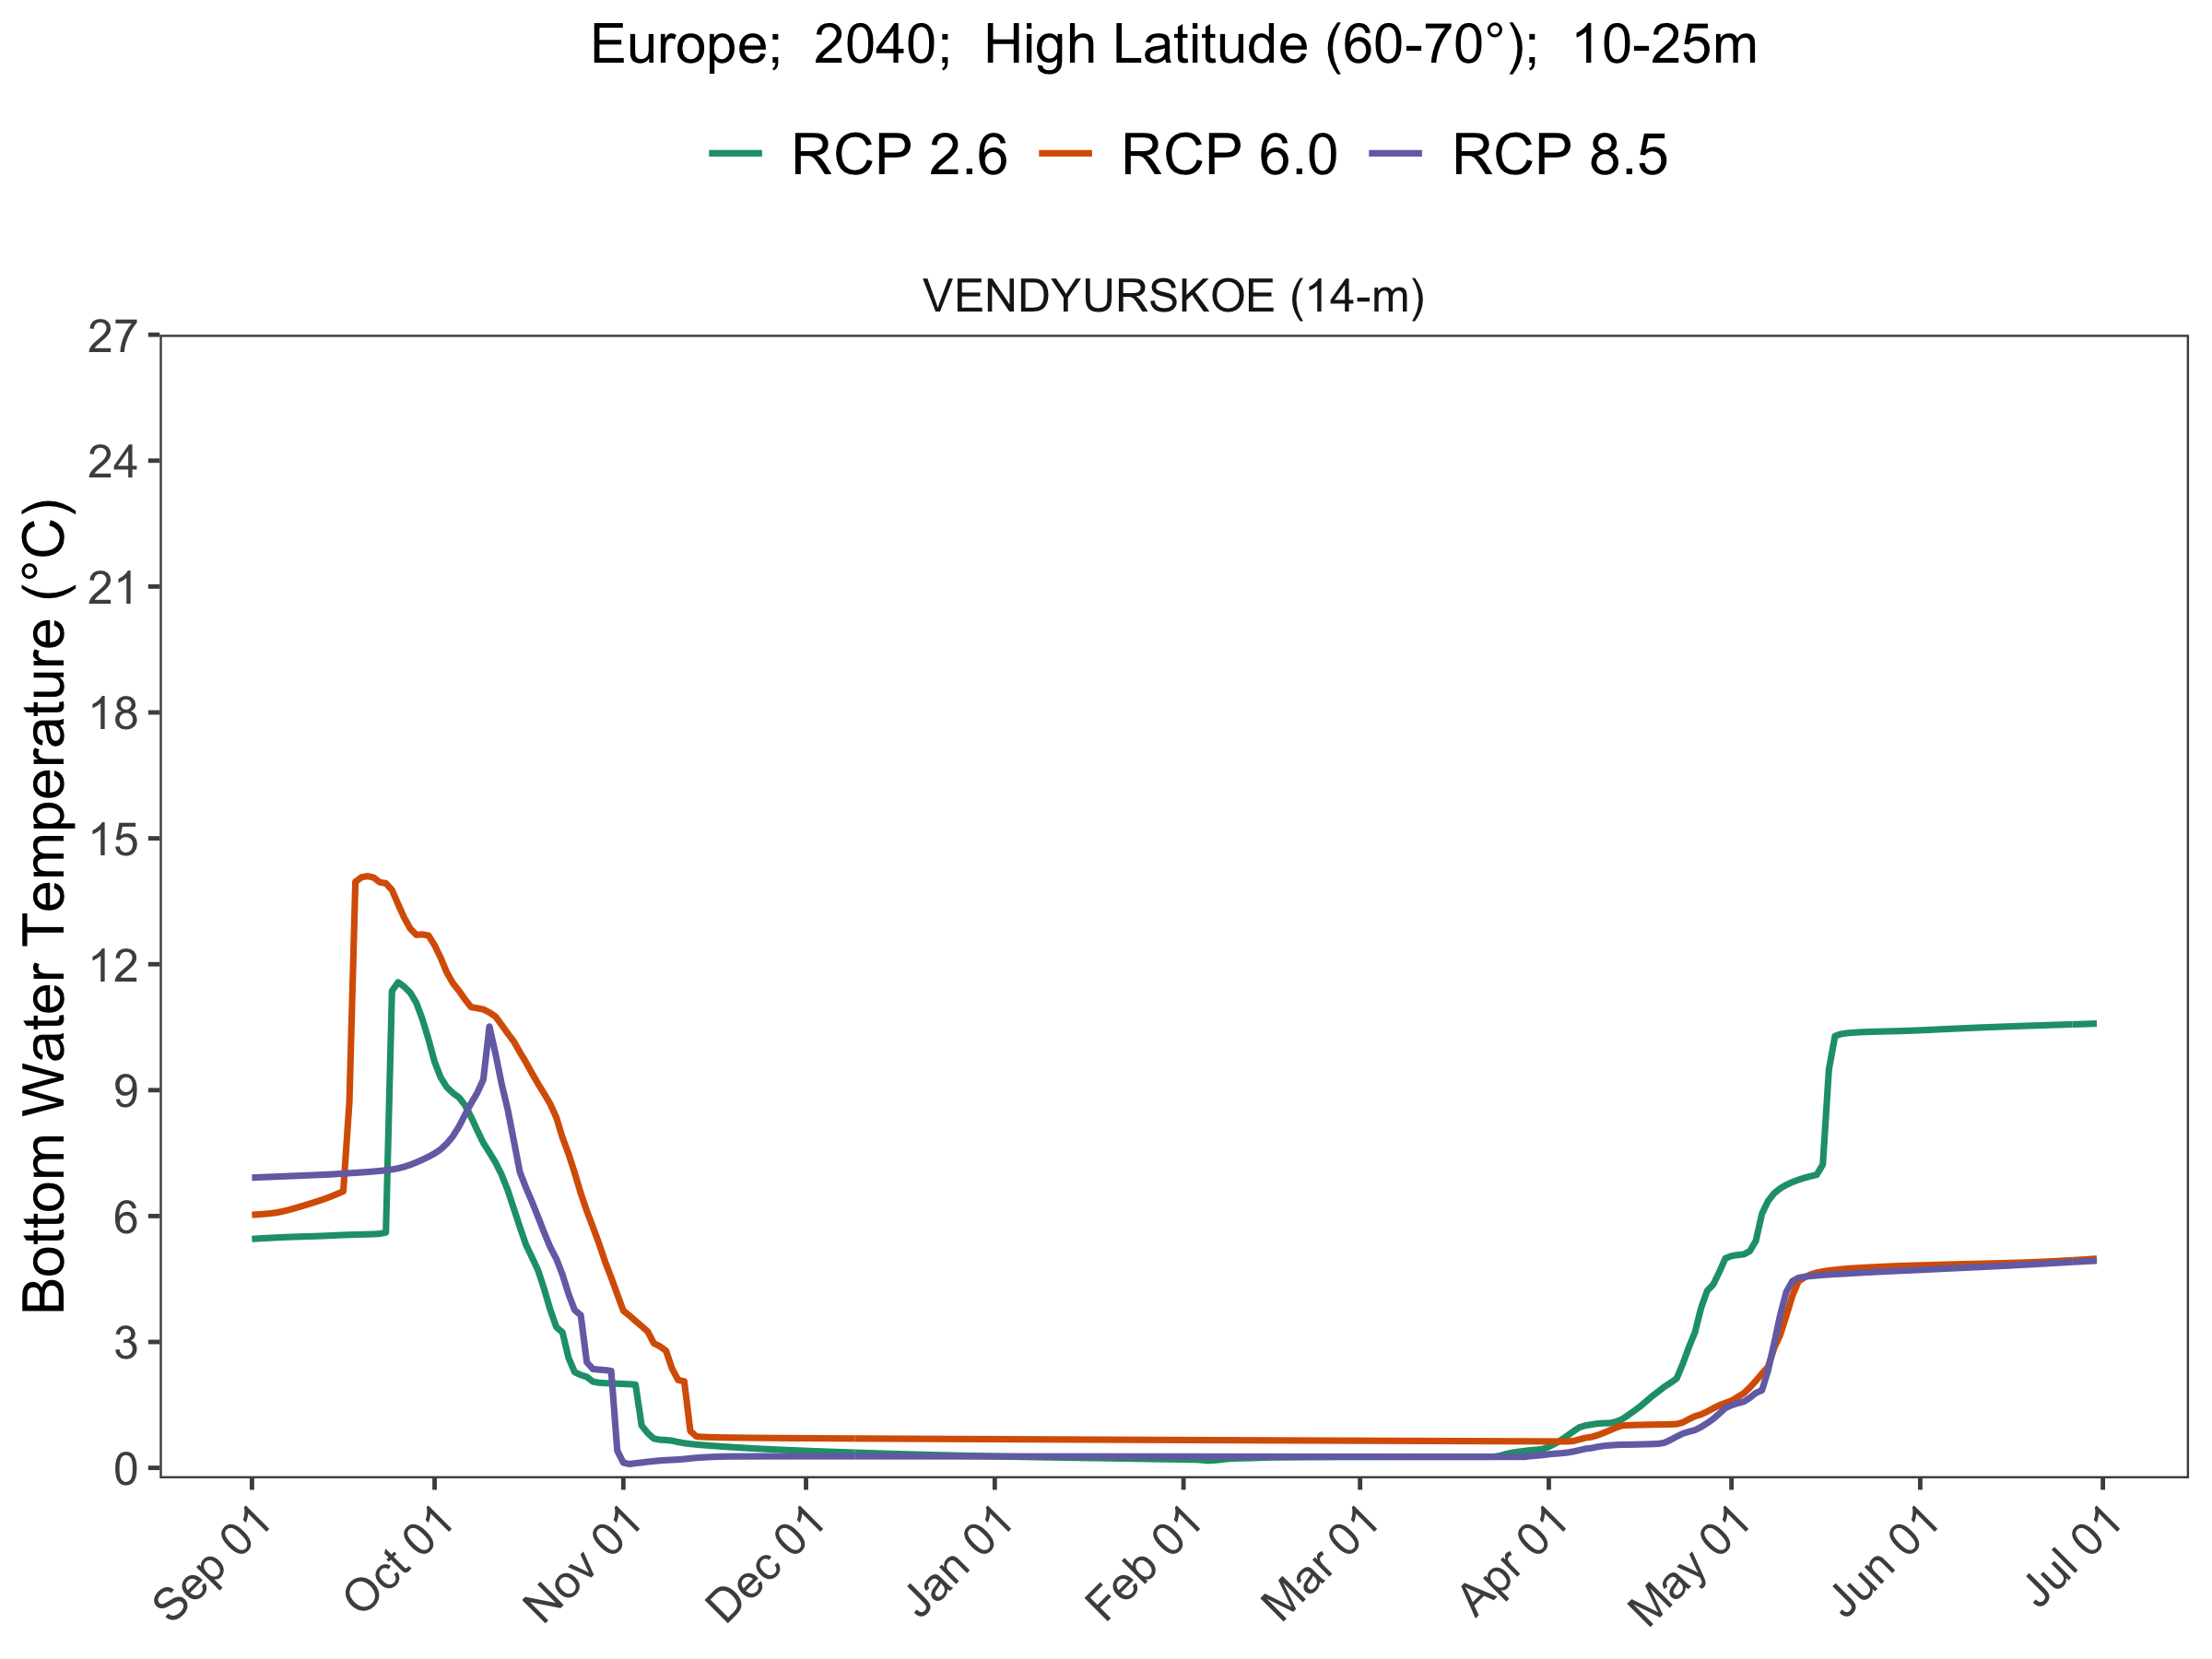 Europe;  2040;  High Latitude (60-70°);  10-25m
RCP 2.6 RCP 6.0 RCP 8.5
VENDYURSKOE (14-m)
Bottom Water Temperature (°C)
27
24
21
18
15
12
9
6
3
0
Sep 01 Oct 01 Nov 01 Dec 01 Jan 01 Feb 01 Mar 01 Apr 01 May 01 Jun 01 Jul 01